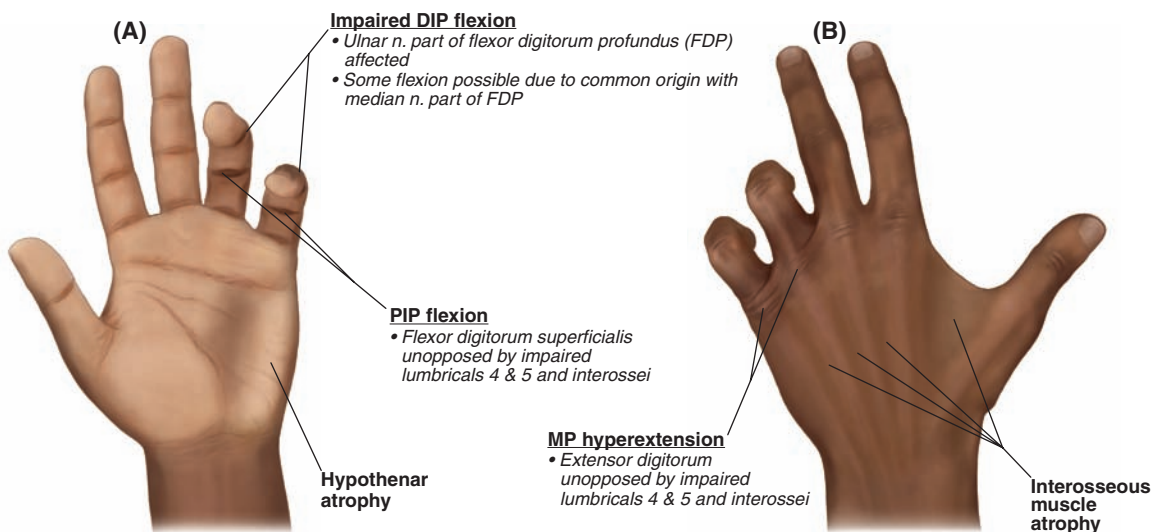 (A)
Impaired DIP flexion
• Ulnar n. part of flexor digitorum profundus (FDP)
affected
• Some flexion possible due to common origin with
median n. part of FDP
(B)
PIP flexion
• Flexor digitorum superficialis
unopposed by impaired
lumbricals 4 & 5 and interossei
Hypothenar
atrophy
MP hyperextension
• Extensor digitorum
unopposed by impaired
lumbricals 4 & 5 and interossei
Interosseous
muscle
atrophy